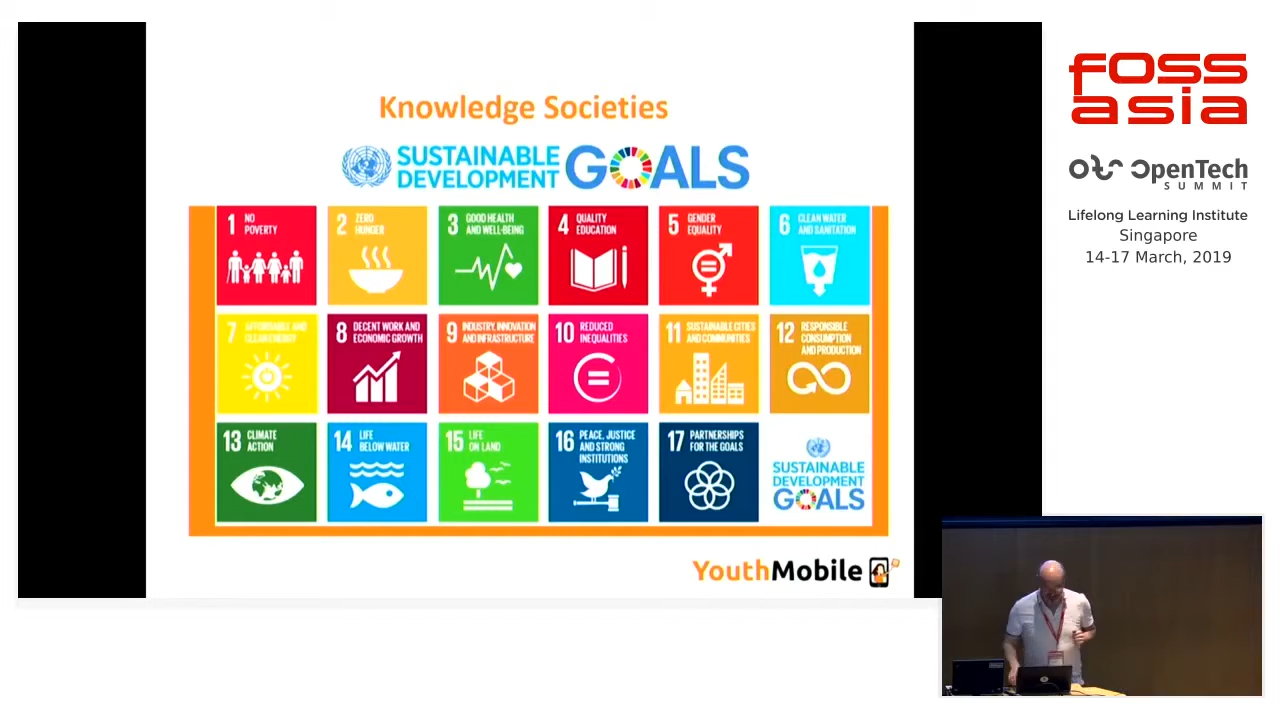 Knowledge Societies
SUSTAINABLE
DEVELOPMENT
GOALS
1 NO
POVERTY
2 ZERO
HUNGER
3 GOOD HEALTH
AND WELL-BEING
4 QUALITY
EDUCATION
5 GENDER
EQUALITY
6 CLEAN WATER
AND SANITATION
7 AFFORDABLE AND
CLEAN ENERGY
8 DECENT WORK AND
ECONOMIC GROWTH
9 INDUSTRY, INNOVATION
AND INFRASTRUCTURE
10 REDUCED
INEQUALITIES
11 SUSTAINABLE CITIES
AND COMMUNITIES
12 RESPONSIBLE
CONSUMPTION
AND PRODUCTION
13 CLIMATE
ACTION
14 LIFE
BELOW WATER
15 LIFE
ON LAND
16 PEACE, JUSTICE
AND STRONG
INSTITUTIONS
17 PARTNERSHIPS
FOR THE GOALS
SUSTAINABLE
DEVELOPMENT
GOALS
YouthMobile
FOSS
asia
OpenTech
SUMMIT
Lifelong Learning Institute
Singapore
14-17 March, 2019